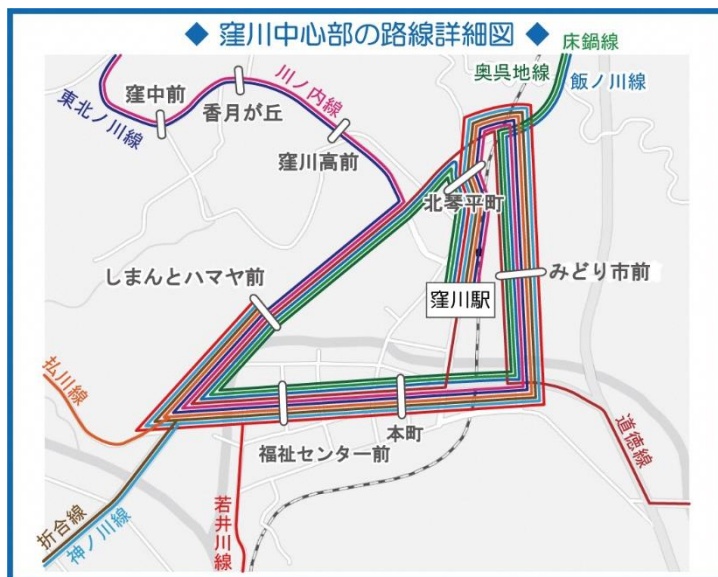 ◆ 窪川中心部の路線詳細図 ◆
床鍋線
奥呉地線
飯ノ川線
窪中前
川ノ内線
香月が丘
東北ノ川線
窪川高前
北琴平町
しまんとハマヤ前
みどり市前
窪川駅
払川線
本町
福祉センター前
道徳線
若井川線
折合線
神ノ川線